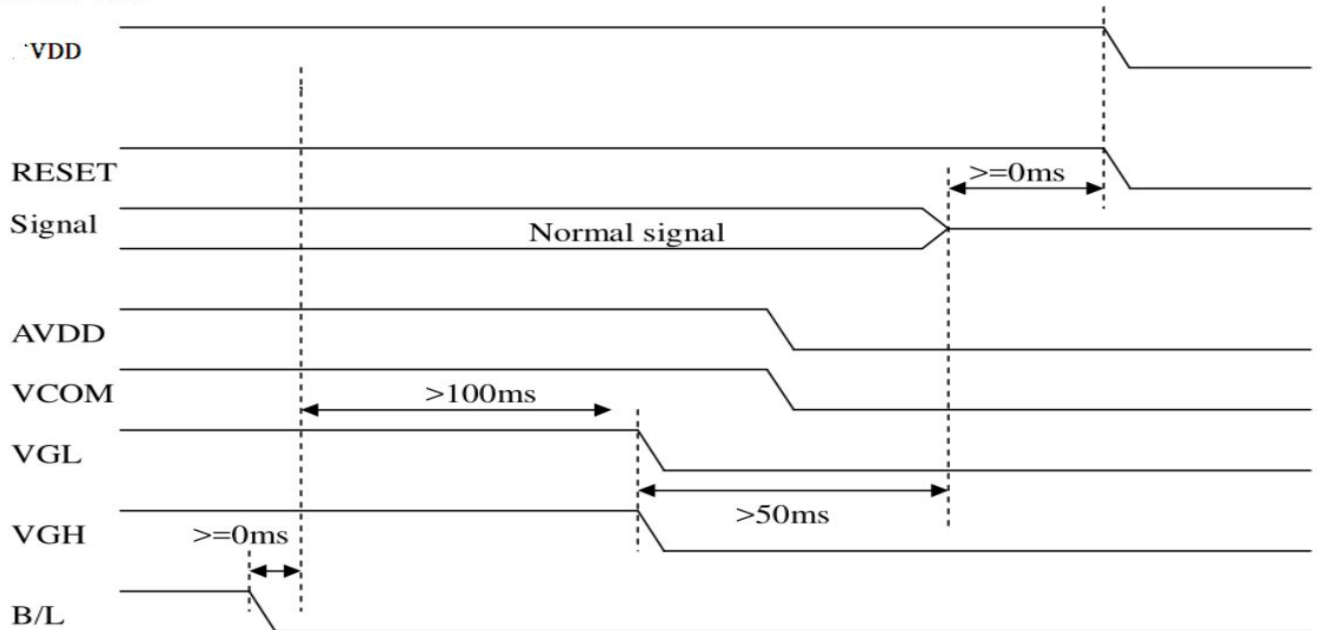 VDD
RESET
>=0ms
Signal
Normal signal
AVDD
VCOM
>100ms
VGL
>50ms
VGH
>=0ms
B/L